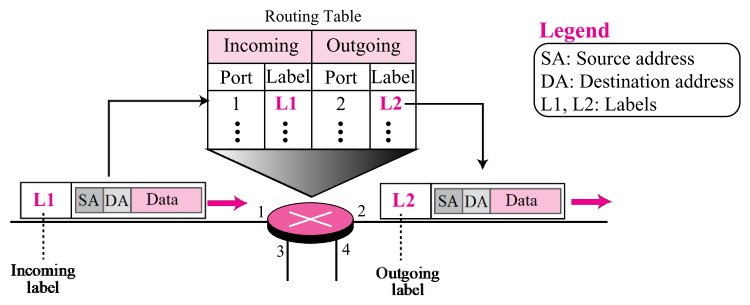 Routing Table
Incoming Outgoing
Port Label Port Label
1 L1 2 L2
Legend
SA: Source address
DA: Destination address
L1, L2: Labels
L1 SA DA Data
1 2
3 4
L2 SA DA Data
Incoming
label
Outgoing
label